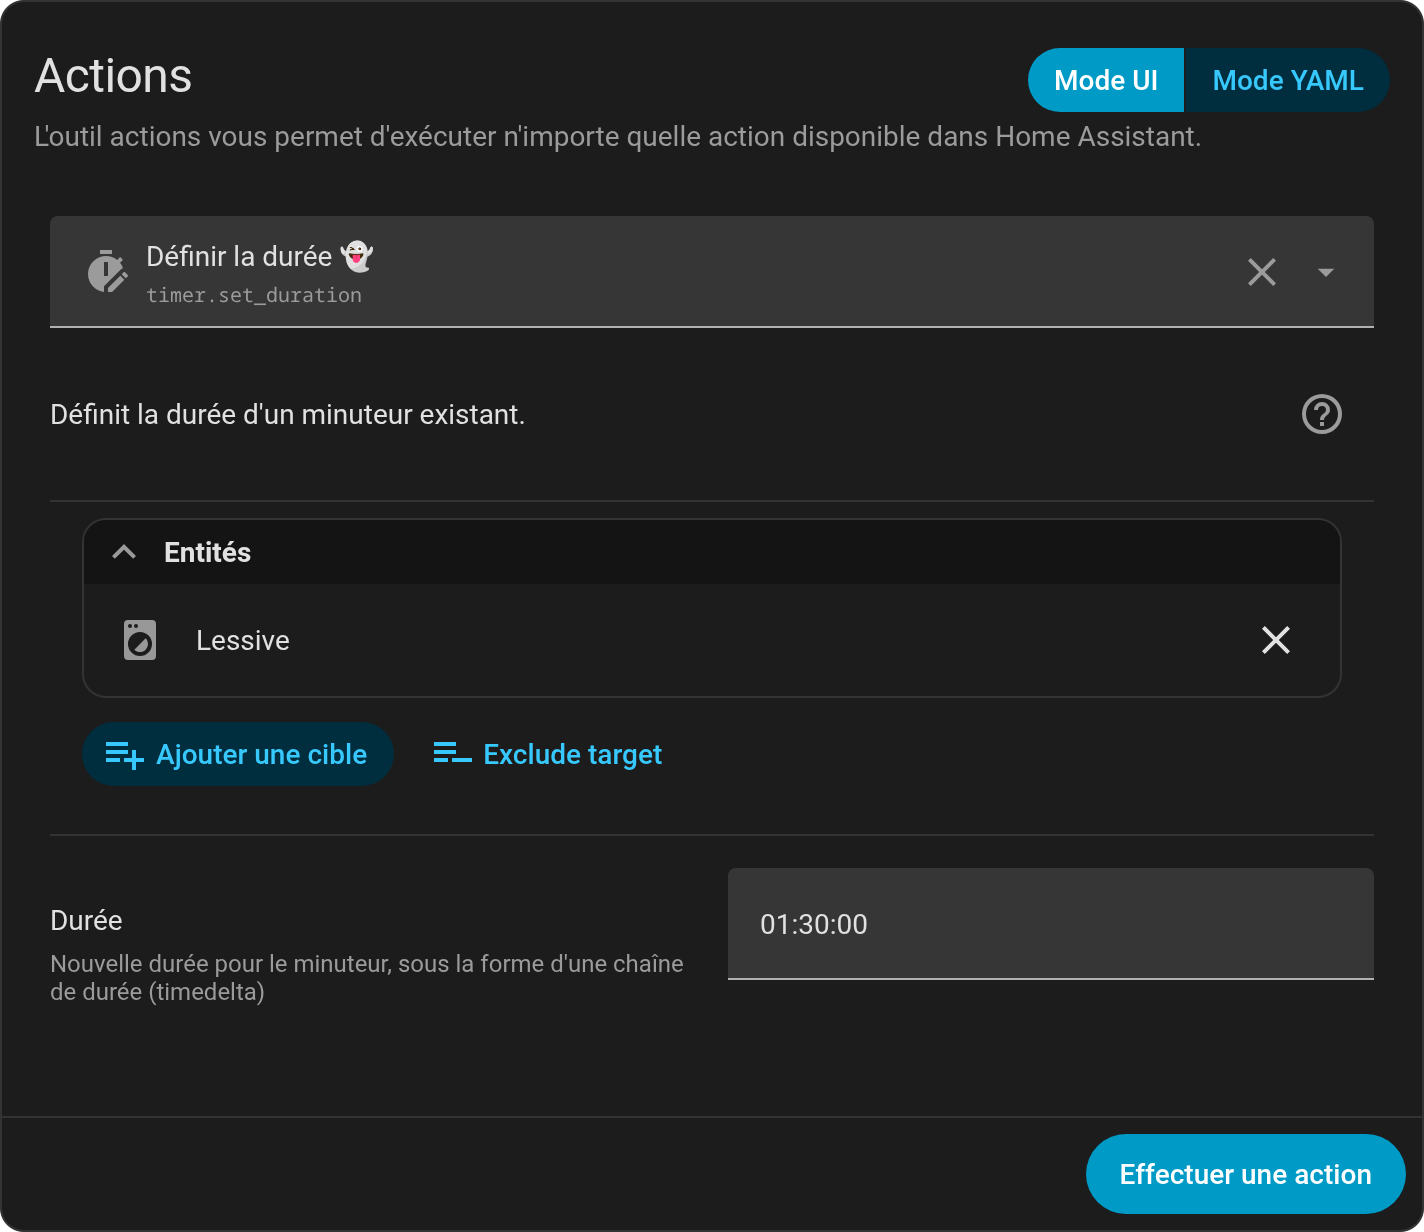 Actions
Mode UI
Mode YAML
L'outil actions vous permet d'exécuter n'importe quelle action disponible dans Home Assistant.
Définir la durée 👻
timer.set_duration
Définit la durée d'un minuteur existant.
Entités
Lessive
Ajouter une cible
Exclude target
Durée
Nouvelle durée pour le minuteur, sous la forme d'une chaîne
de durée (timedelta)
01:30:00
Effectuer une action